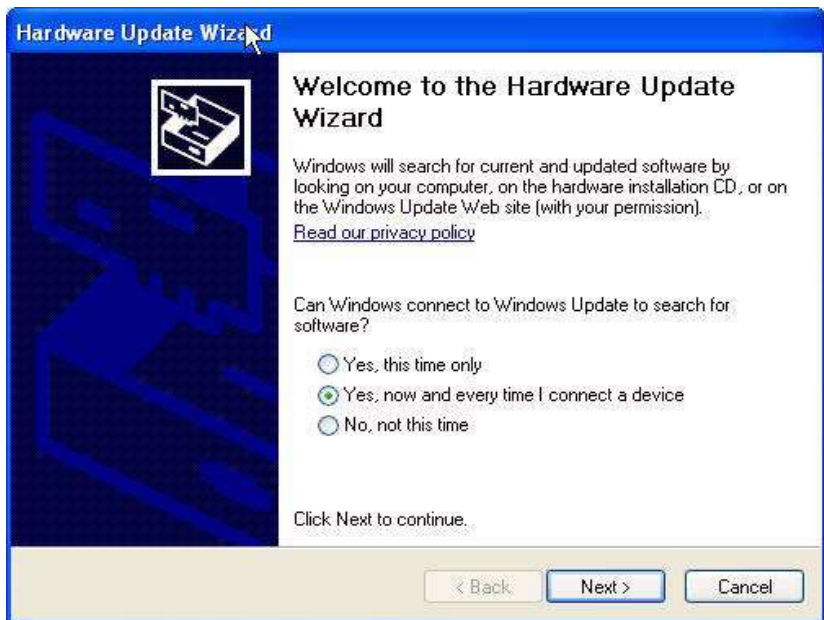 Hardware Update Wizard
Welcome to the Hardware Update
Wizard
Windows will search for current and updated software by
looking on your computer, on the hardware installation CD, or on
the Windows Update Web site (with your permission).
Read our privacy policy
Can Windows connect to Windows Update to search for
software?
Yes, this time only
Yes, now and every time I connect a device
No, not this time
Click Next to continue.
< Back
Next >
Cancel